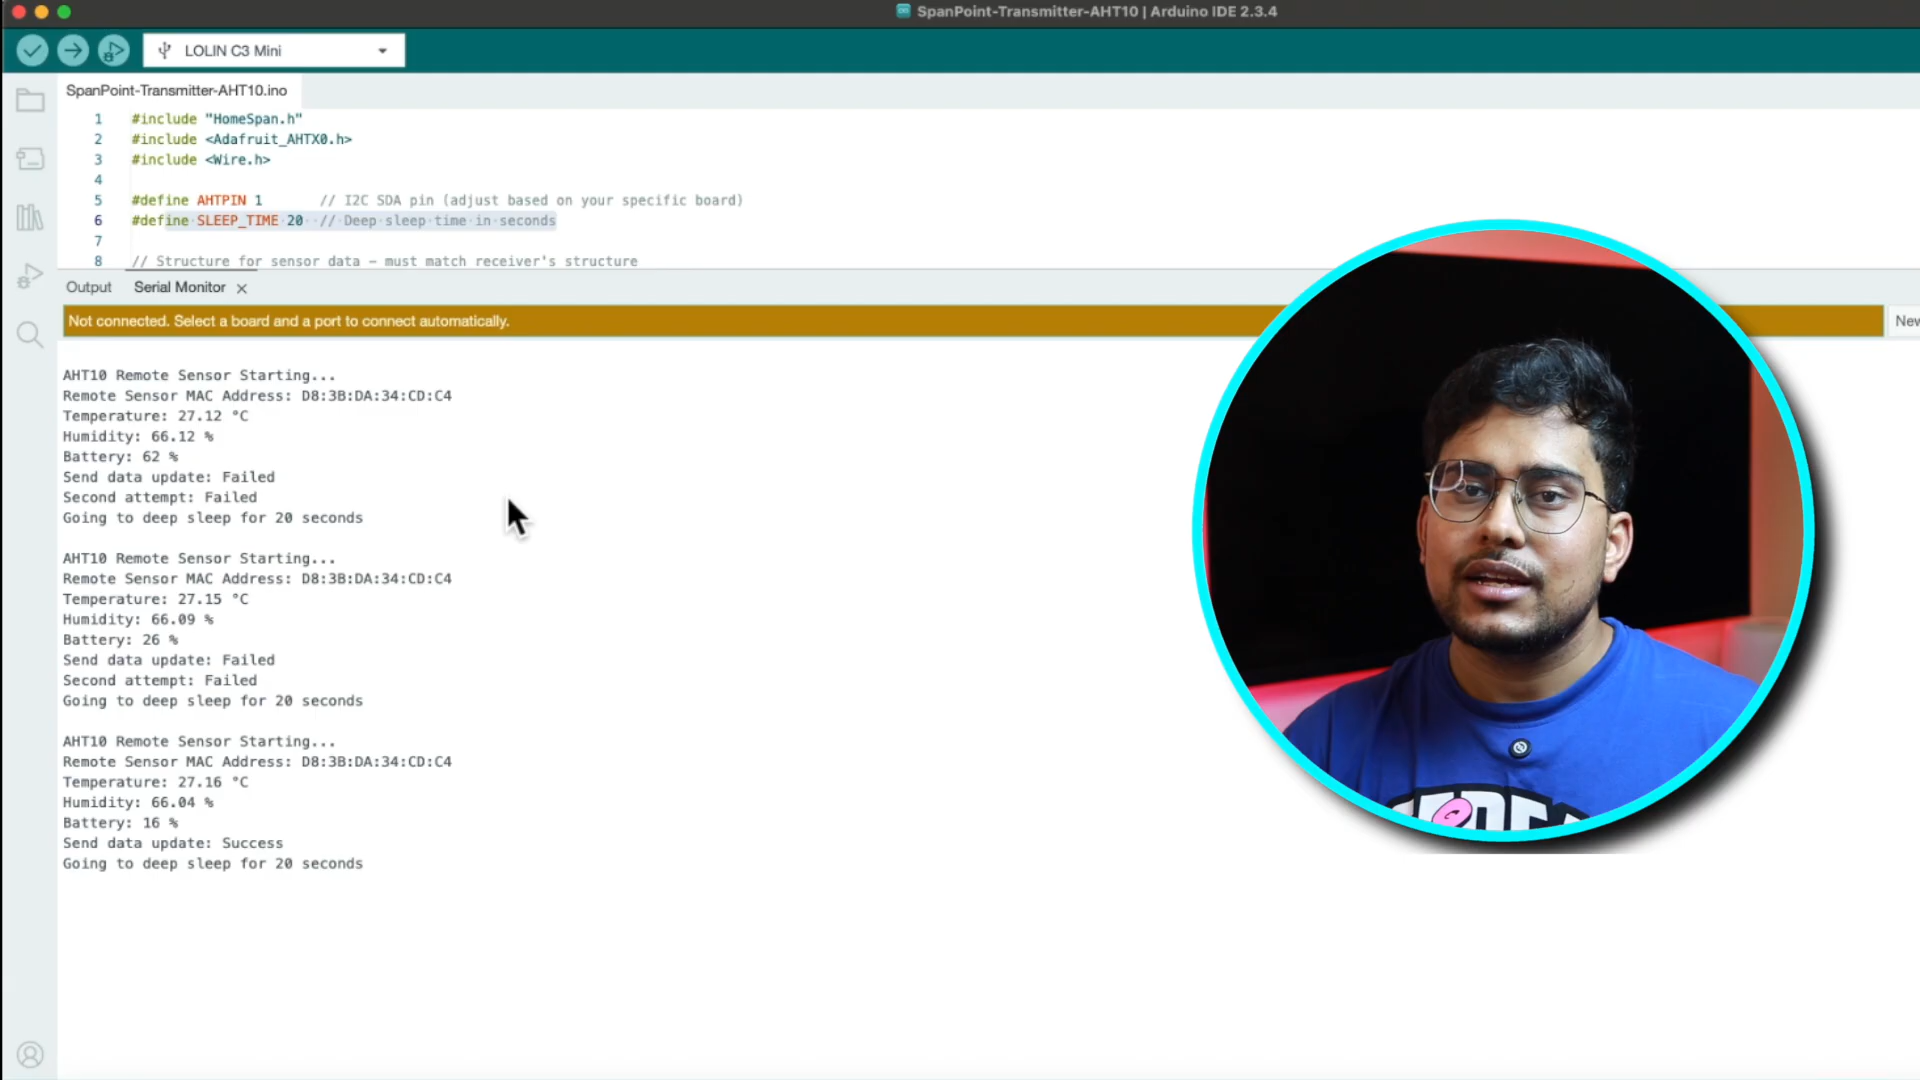 SpanPoint-Transmitter-AHT10 | Arduino IDE 2.3.4
LOLIN C3 Mini
SpanPoint-Transmitter-AHT10.ino
1 #include "HomeSpan.h"
2 #include <Adafruit_AHTX0.h>
3 #include <Wire.h>
4
5 #define AHTPIN 1 // I2C SDA pin (adjust based on your specific board)
6 #define SLEEP_TIME 20 // Deep sleep time in seconds
7
8 // Structure for sensor data – must match receiver's structure
Output Serial Monitor
Not connected. Select a board and a port to connect automatically.
New
AHT10 Remote Sensor Starting...
Remote Sensor MAC Address: D8:3B:DA:34:CD:C4
Temperature: 27.12 °C
Humidity: 66.12 %
Battery: 62 %
Send data update: Failed
Second attempt: Failed
Going to deep sleep for 20 seconds
AHT10 Remote Sensor Starting...
Remote Sensor MAC Address: D8:3B:DA:34:CD:C4
Temperature: 27.15 °C
Humidity: 66.09 %
Battery: 26 %
Send data update: Failed
Second attempt: Failed
Going to deep sleep for 20 seconds
AHT10 Remote Sensor Starting...
Remote Sensor MAC Address: D8:3B:DA:34:CD:C4
Temperature: 27.16 °C
Humidity: 66.04 %
Battery: 16 %
Send data update: Success
Going to deep sleep for 20 seconds